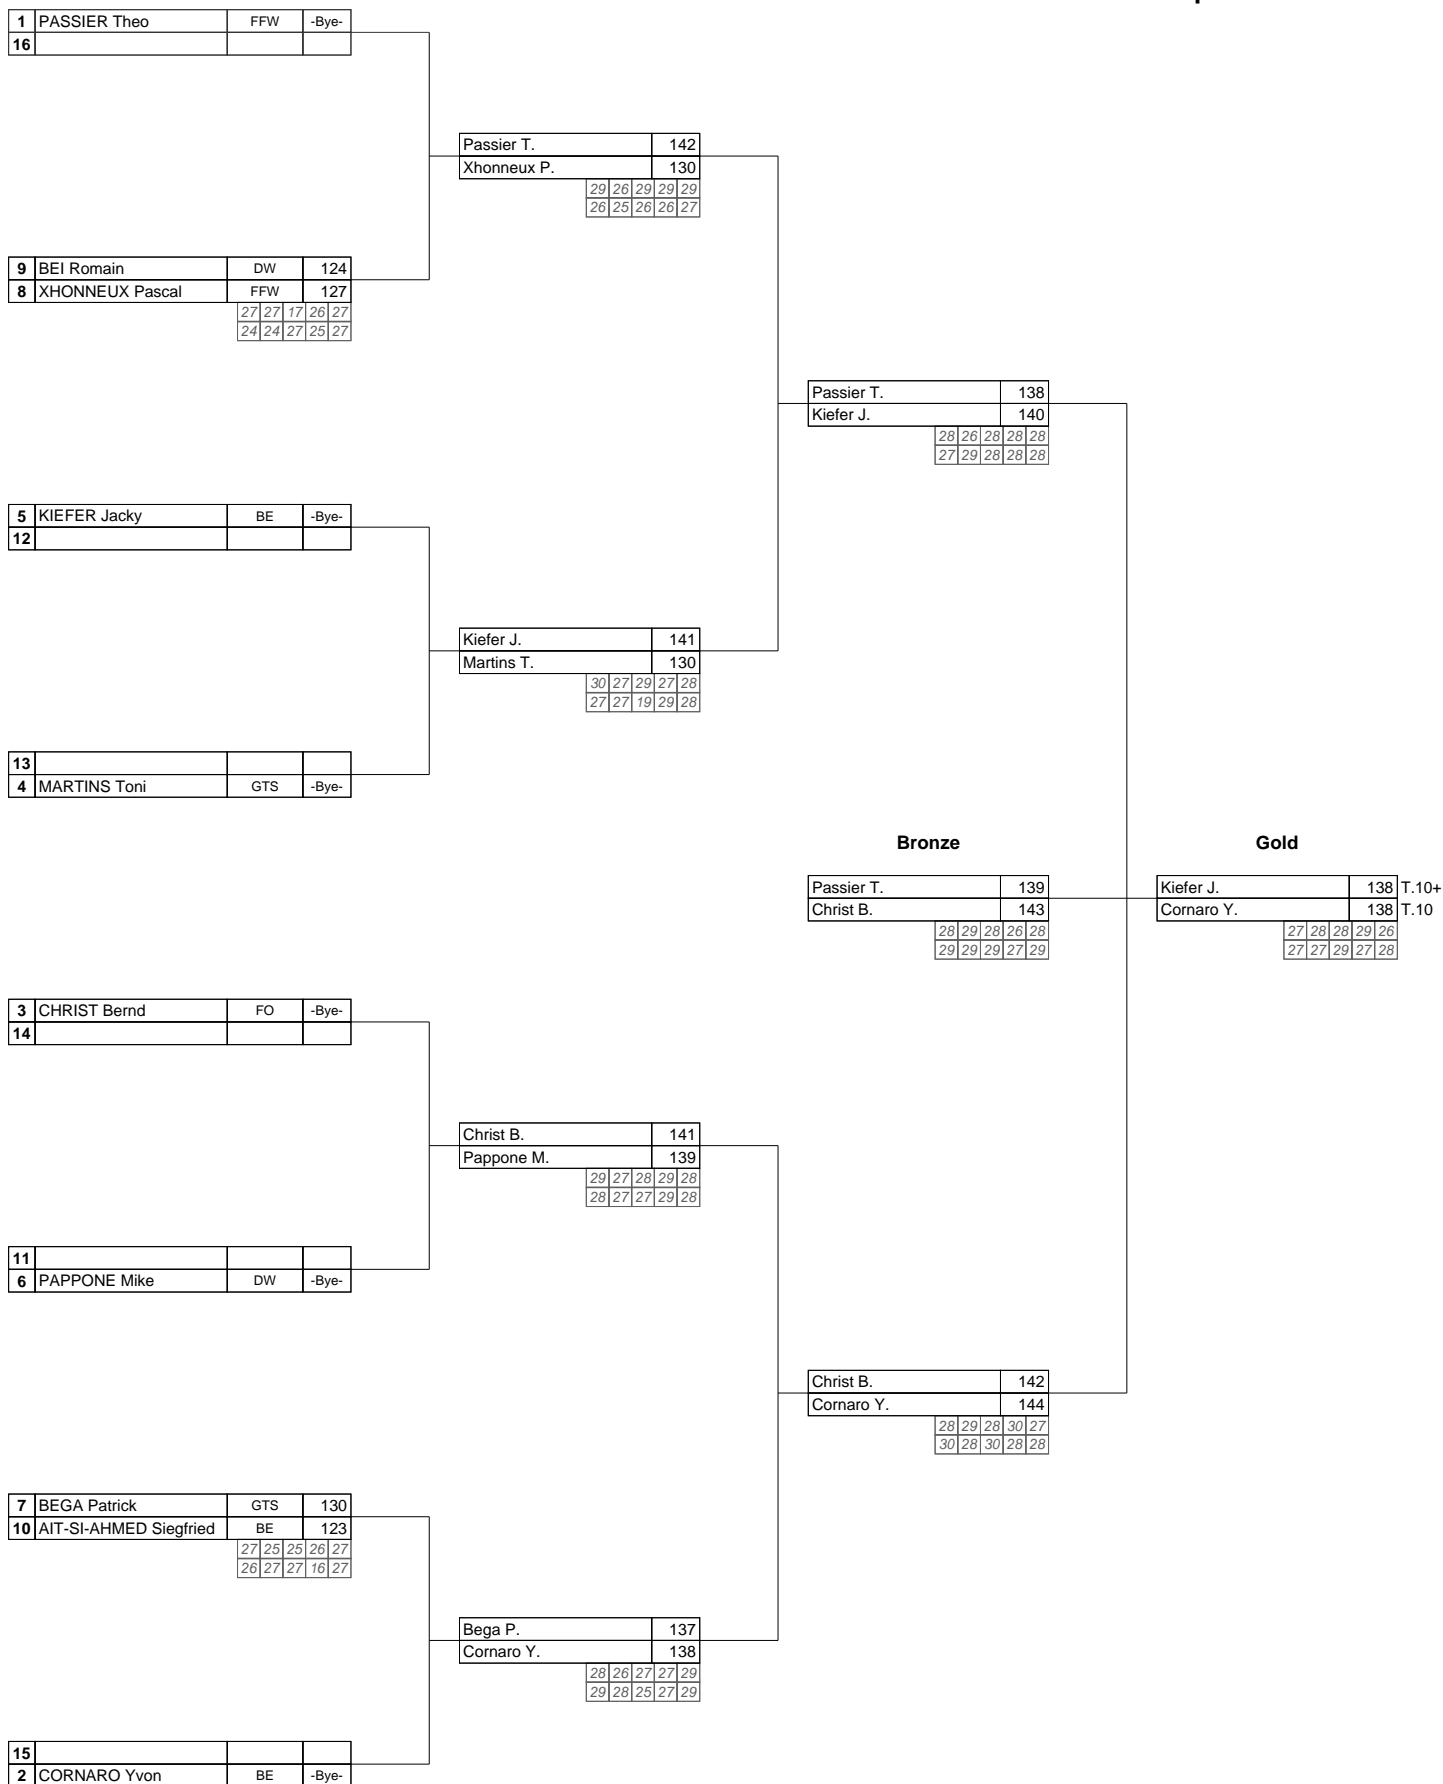 1 PASSIER Theo FFW -Bye-
16
Passier T. 142
Xhonneux P. 130
29 26 29 29 29
26 25 26 26 27
9 BEI Romain DW 124
8 XHONNEUX Pascal FFW 127
27 27 17 26 27
24 24 27 25 27
Passier T. 138
Kiefer J. 140
28 26 28 28 28
27 29 28 28 28
5 KIEFER Jacky BE -Bye-
12
Kiefer J. 141
Martins T. 130
30 27 29 27 28
27 27 19 29 28
13
4 MARTINS Toni GTS -Bye-
Bronze Gold
Passier T. 139 Kiefer J. 138 T.10+
Christ B. 143 Cornaro Y. 138 T.10
28 29 28 26 28 27 28 28 29 26
29 29 29 27 29 27 27 29 27 28
3 CHRIST Bernd FO -Bye-
14
Christ B. 141
Pappone M. 139
29 27 28 29 28
28 27 27 29 28
11
6 PAPPONE Mike DW -Bye-
Christ B. 142
Cornaro Y. 144
28 29 28 30 27
30 28 30 28 28
7 BEGA Patrick GTS 130
10 AIT-SI-AHMED Siegfried BE 123
27 25 25 26 27
26 27 27 16 27
Bega P. 137
Cornaro Y. 138
28 26 27 27 29
29 28 25 27 29
15
2 CORNARO Yvon BE -Bye-